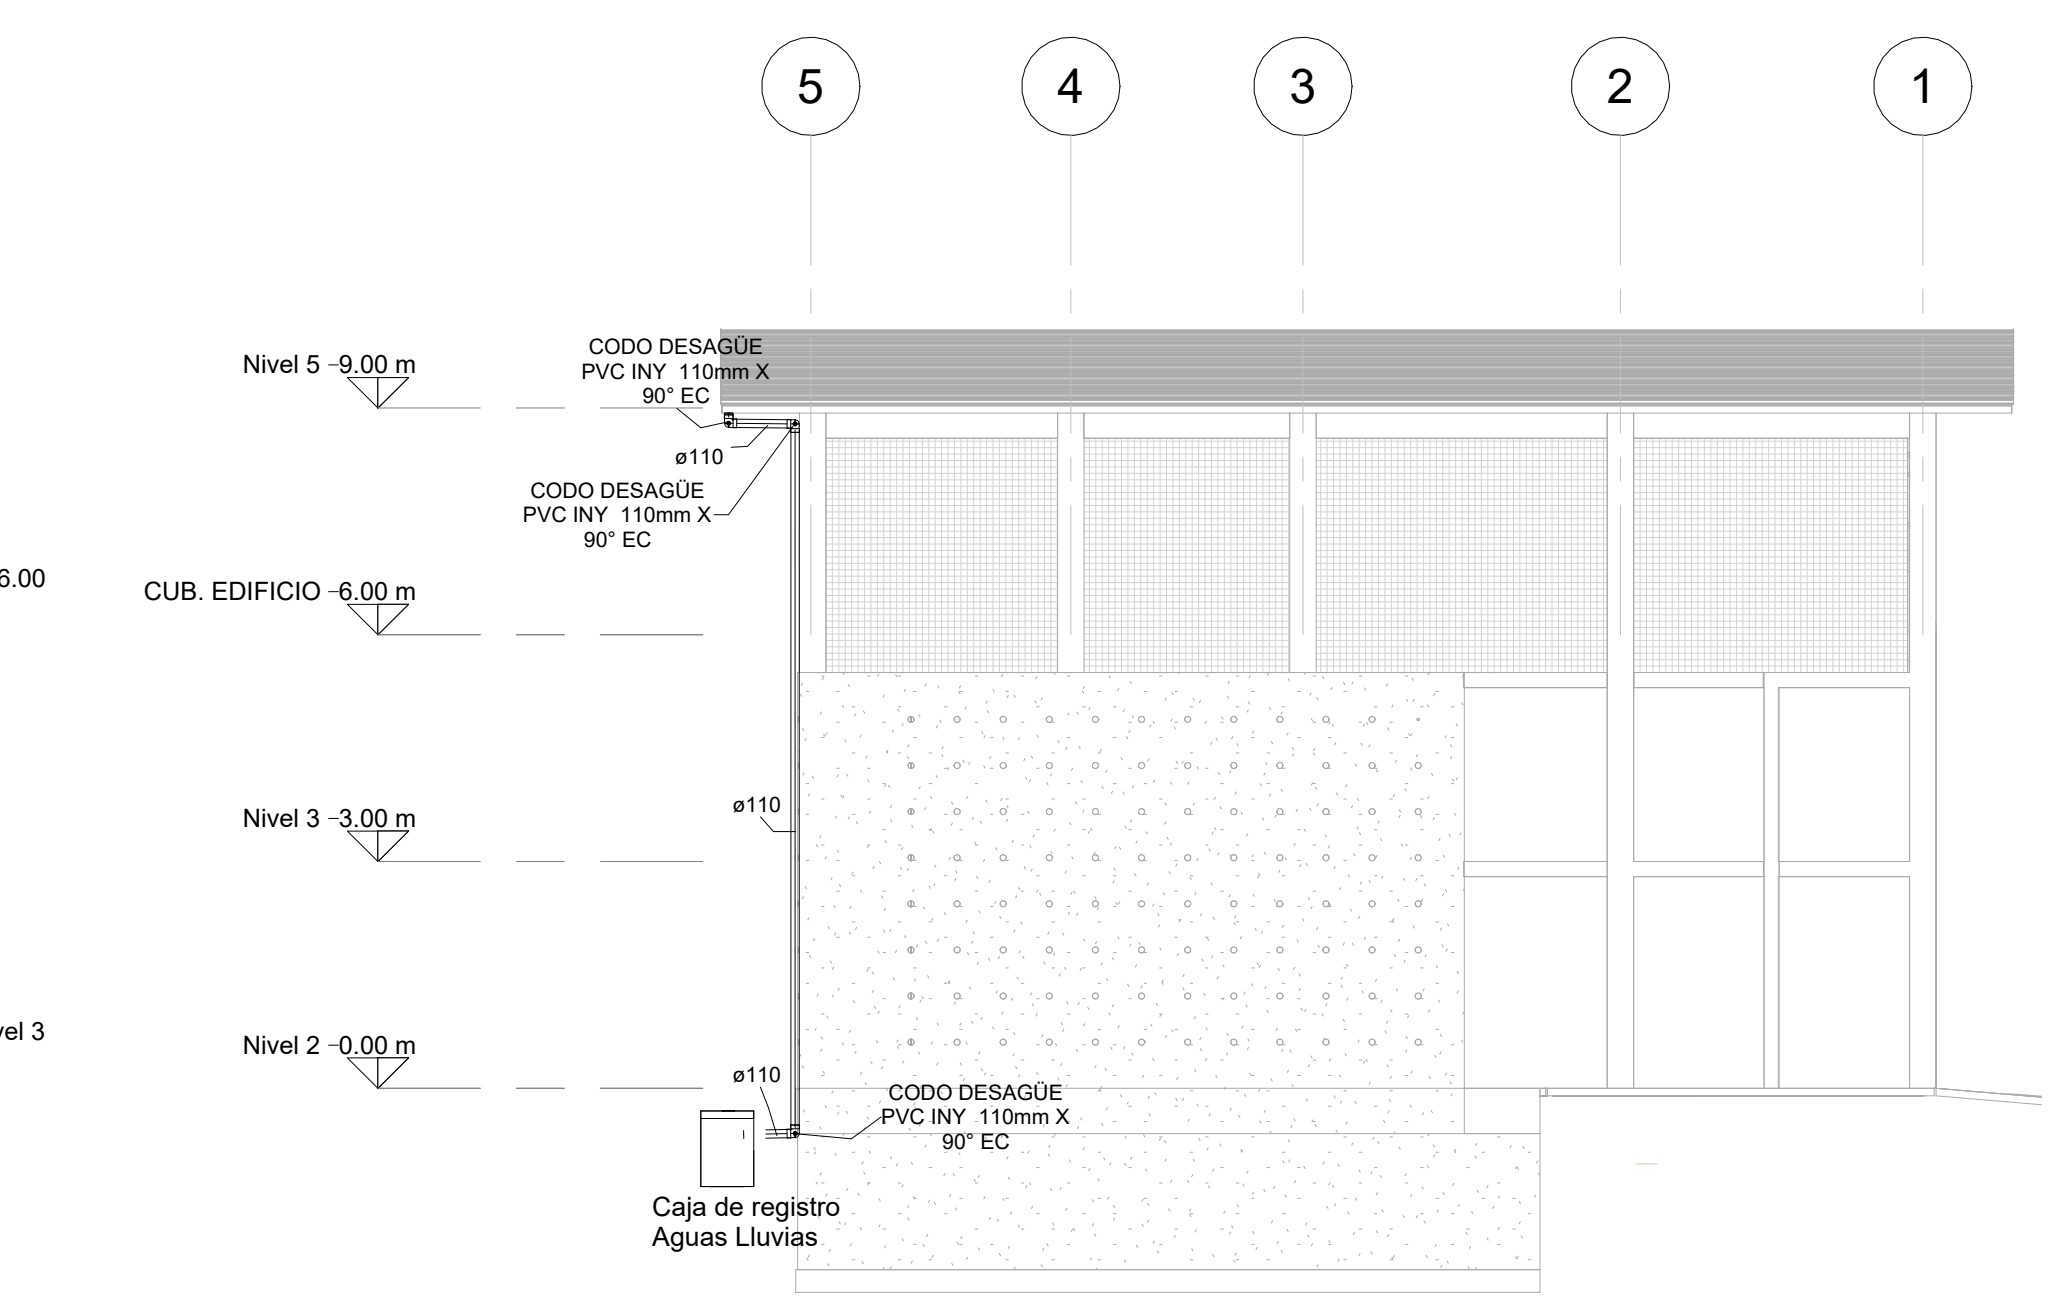 5
4
3
2
1
CODO DESAGÜE
PVC INY 110mm X
90° EC
Nivel 5
9.00 m
ø110
CODO DESAGÜE
PVC INY 110mm X
90° EC
6.00
CUB. EDIFICIO
6.00 m
ø110
Nivel 3
3.00 m
vel 3
Nivel 2
0.00 m
ø110
CODO DESAGÜE
PVC INY 110mm X
90° EC
Caja de registro
Aguas Lluvias